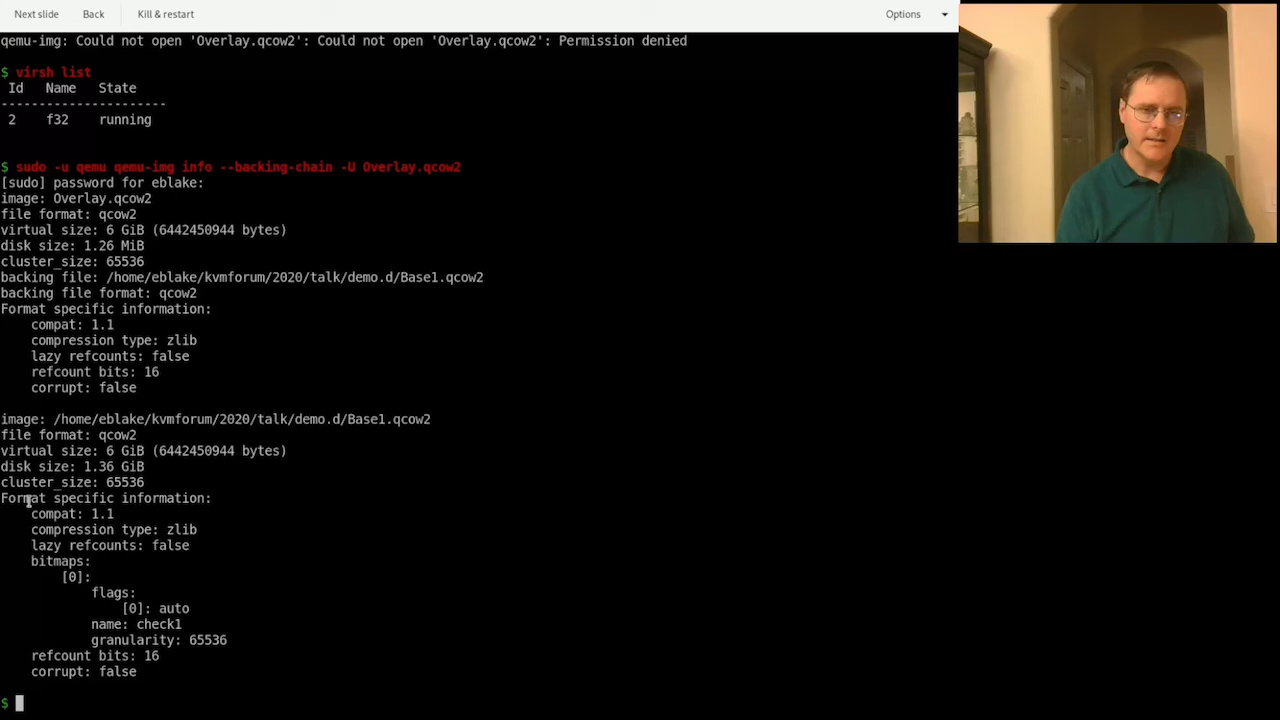 Next slide Back Kill & restart Options
qemu-img: Could not open 'Overlay.qcow2': Could not open 'Overlay.qcow2': Permission denied
$ virsh list
Id Name State
----------------------
2 f32 running
$ sudo -u qemu qemu-img info --backing-chain -U Overlay.qcow2
[sudo] password for eblake:
image: Overlay.qcow2
file format: qcow2
virtual size: 6 GiB (6442450944 bytes)
disk size: 1.26 MiB
cluster_size: 65536
backing file: /home/eblake/kvmforum/2020/talk/demo.d/Base1.qcow2
backing file format: qcow2
Format specific information:
compat: 1.1
compression type: zlib
lazy refcounts: false
refcount bits: 16
corrupt: false
image: /home/eblake/kvmforum/2020/talk/demo.d/Base1.qcow2
file format: qcow2
virtual size: 6 GiB (6442450944 bytes)
disk size: 1.36 GiB
cluster_size: 65536
Format specific information:
compat: 1.1
compression type: zlib
lazy refcounts: false
bitmaps:
[0]:
flags:
[0]: auto
name: check1
granularity: 65536
refcount bits: 16
corrupt: false
$